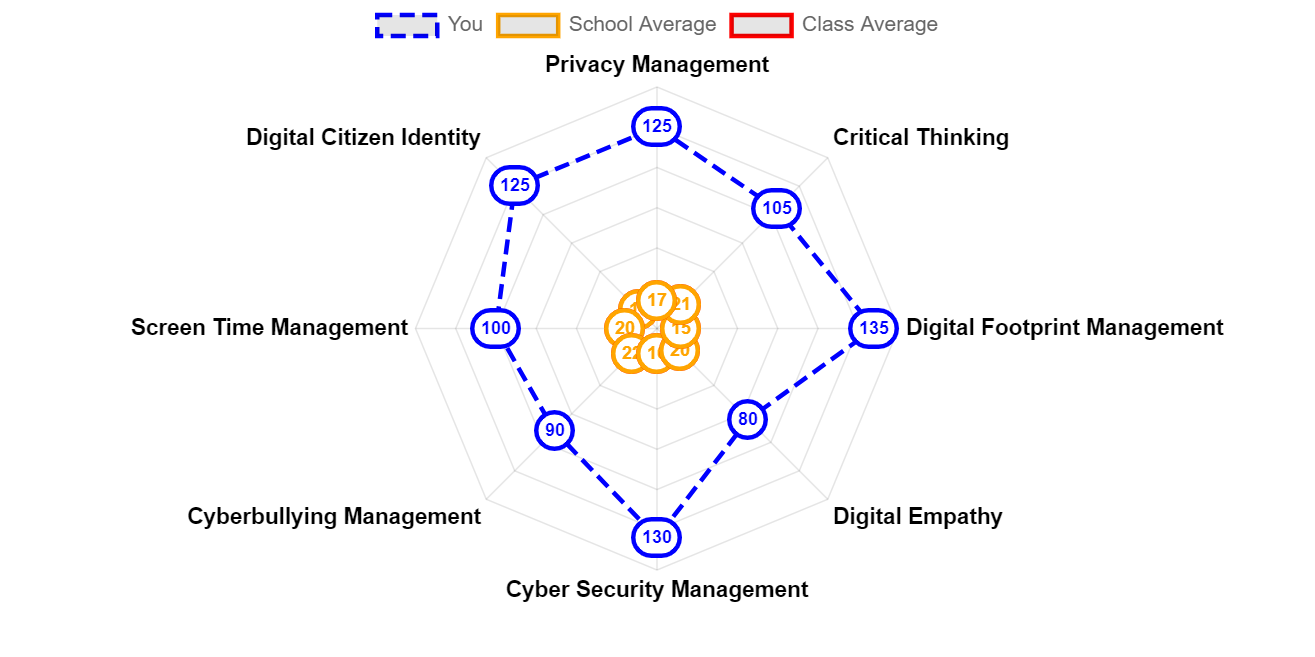 You School Average Class Average
Privacy Management
125
Digital Citizen Identity
Critical Thinking
125
105
17
21
Screen Time Management
100
20
15
135
Digital Footprint Management
22
20
90
80
Cyberbullying Management
Digital Empathy
130
Cyber Security Management